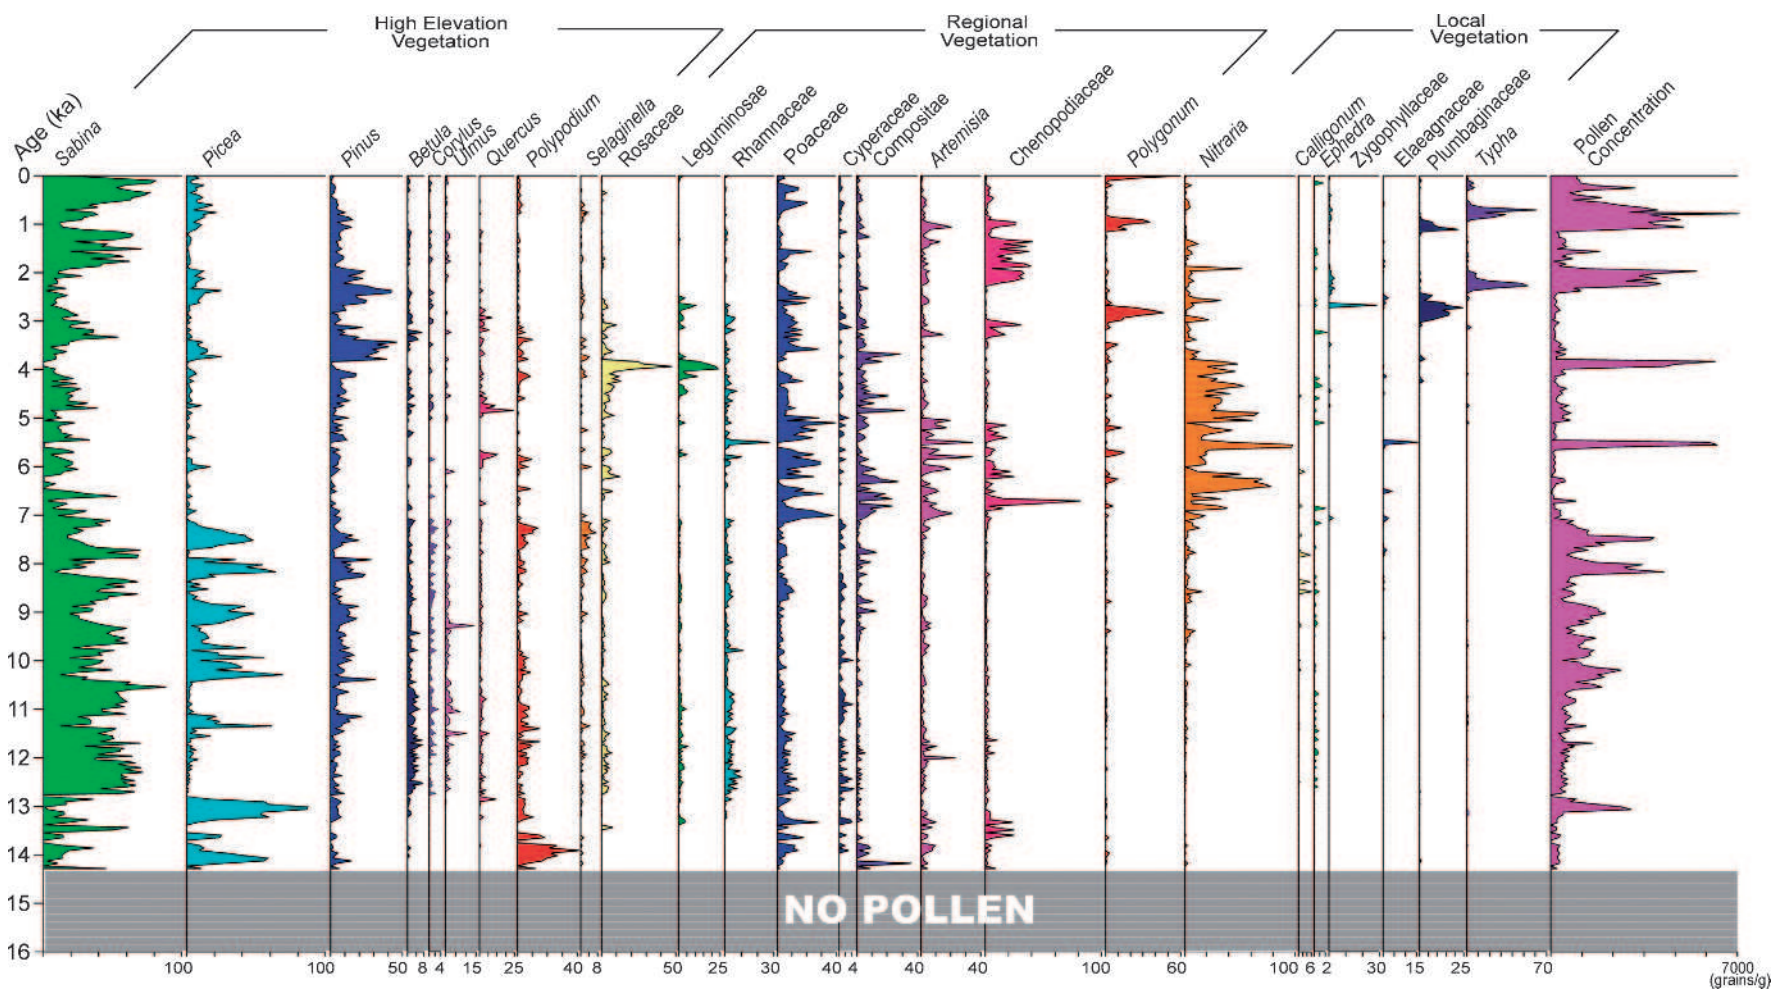 High Elevation
Vegetation
Regional
Vegetation
Local
Vegetation
Age (ka)
Sabina
Picea
Pinus
Betula
Corylus
Ulmus
Quercus
Polypodium
Selaginella
Rosaceae
Leguminosae
Rhamnaceae
Poaceae
Cyperaceae
Compositae
Artemisia
Chenopodiaceae
Polygonum
Nitraria
Calligonum
Ephedra
Zygophyllaceae
Elaeagnaceae
Plumbaginaceae
Typha
Pollen
Concentration
0
1
2
3
4
5
6
7
8
9
10
11
12
13
14
15
16
NO POLLEN
100 100 50 8 4 15 25 40 8 50 25 30 40 4 40 40 100 60 100 6 2 30 15 25 70 7000
(grains/g)